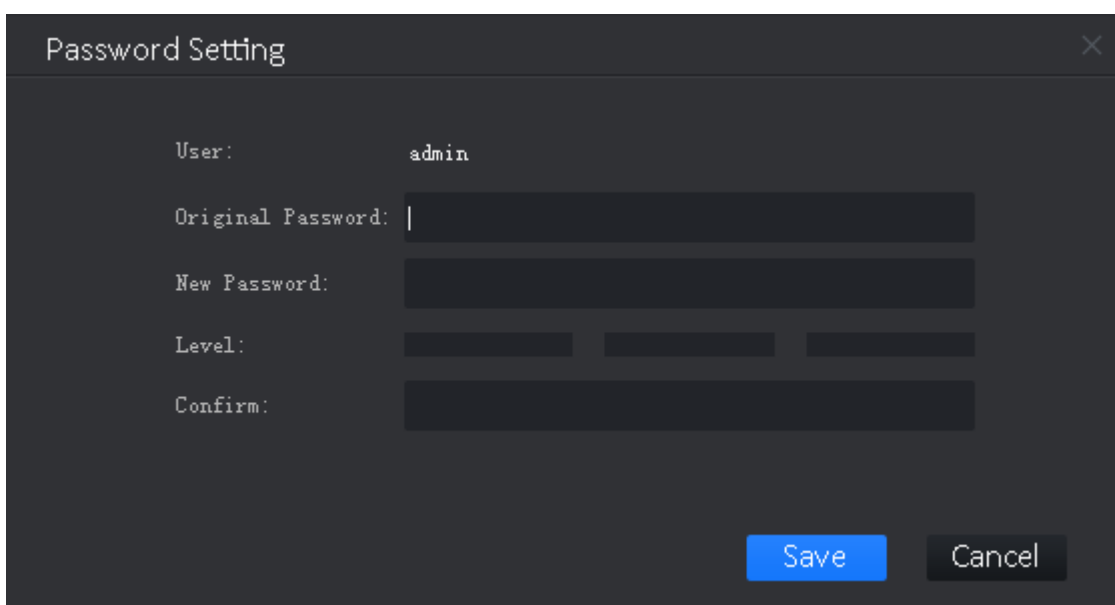 Password Setting
User: admin
Original Password:
New Password:
Level:
Confirm:
Save Cancel